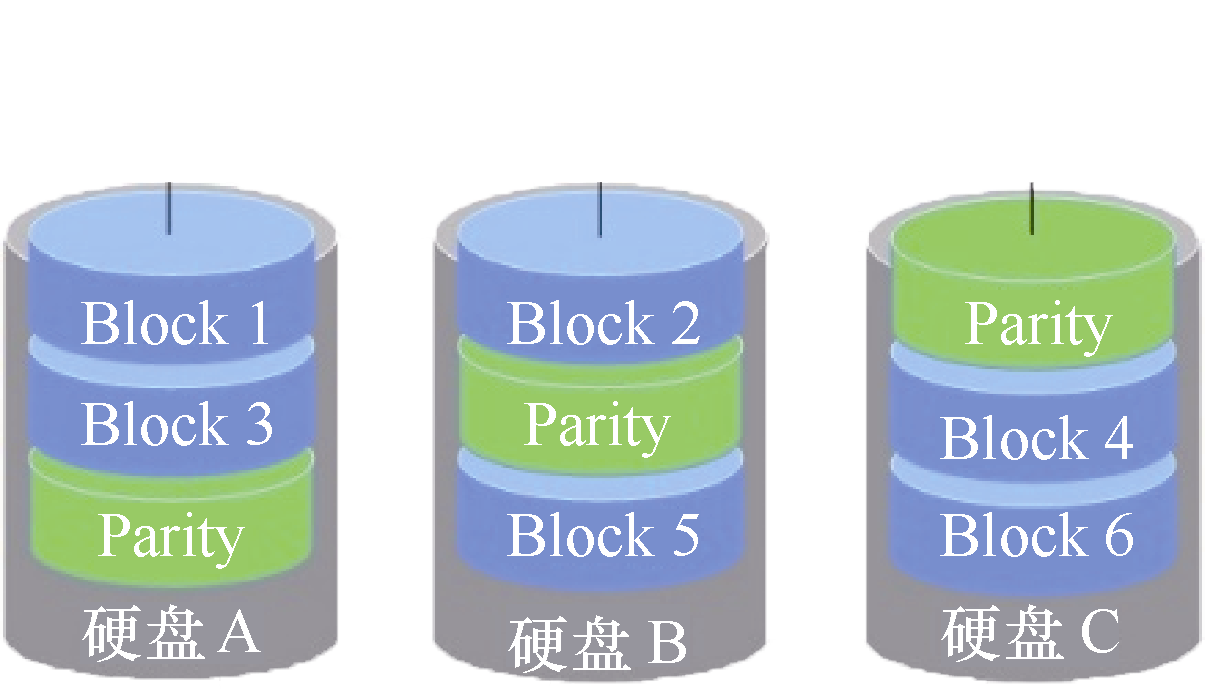 Block 1
Block 3
Parity
硬盘 A
Block 2
Parity
Block 5
硬盘 B
Parity
Block 4
Block 6
硬盘 C